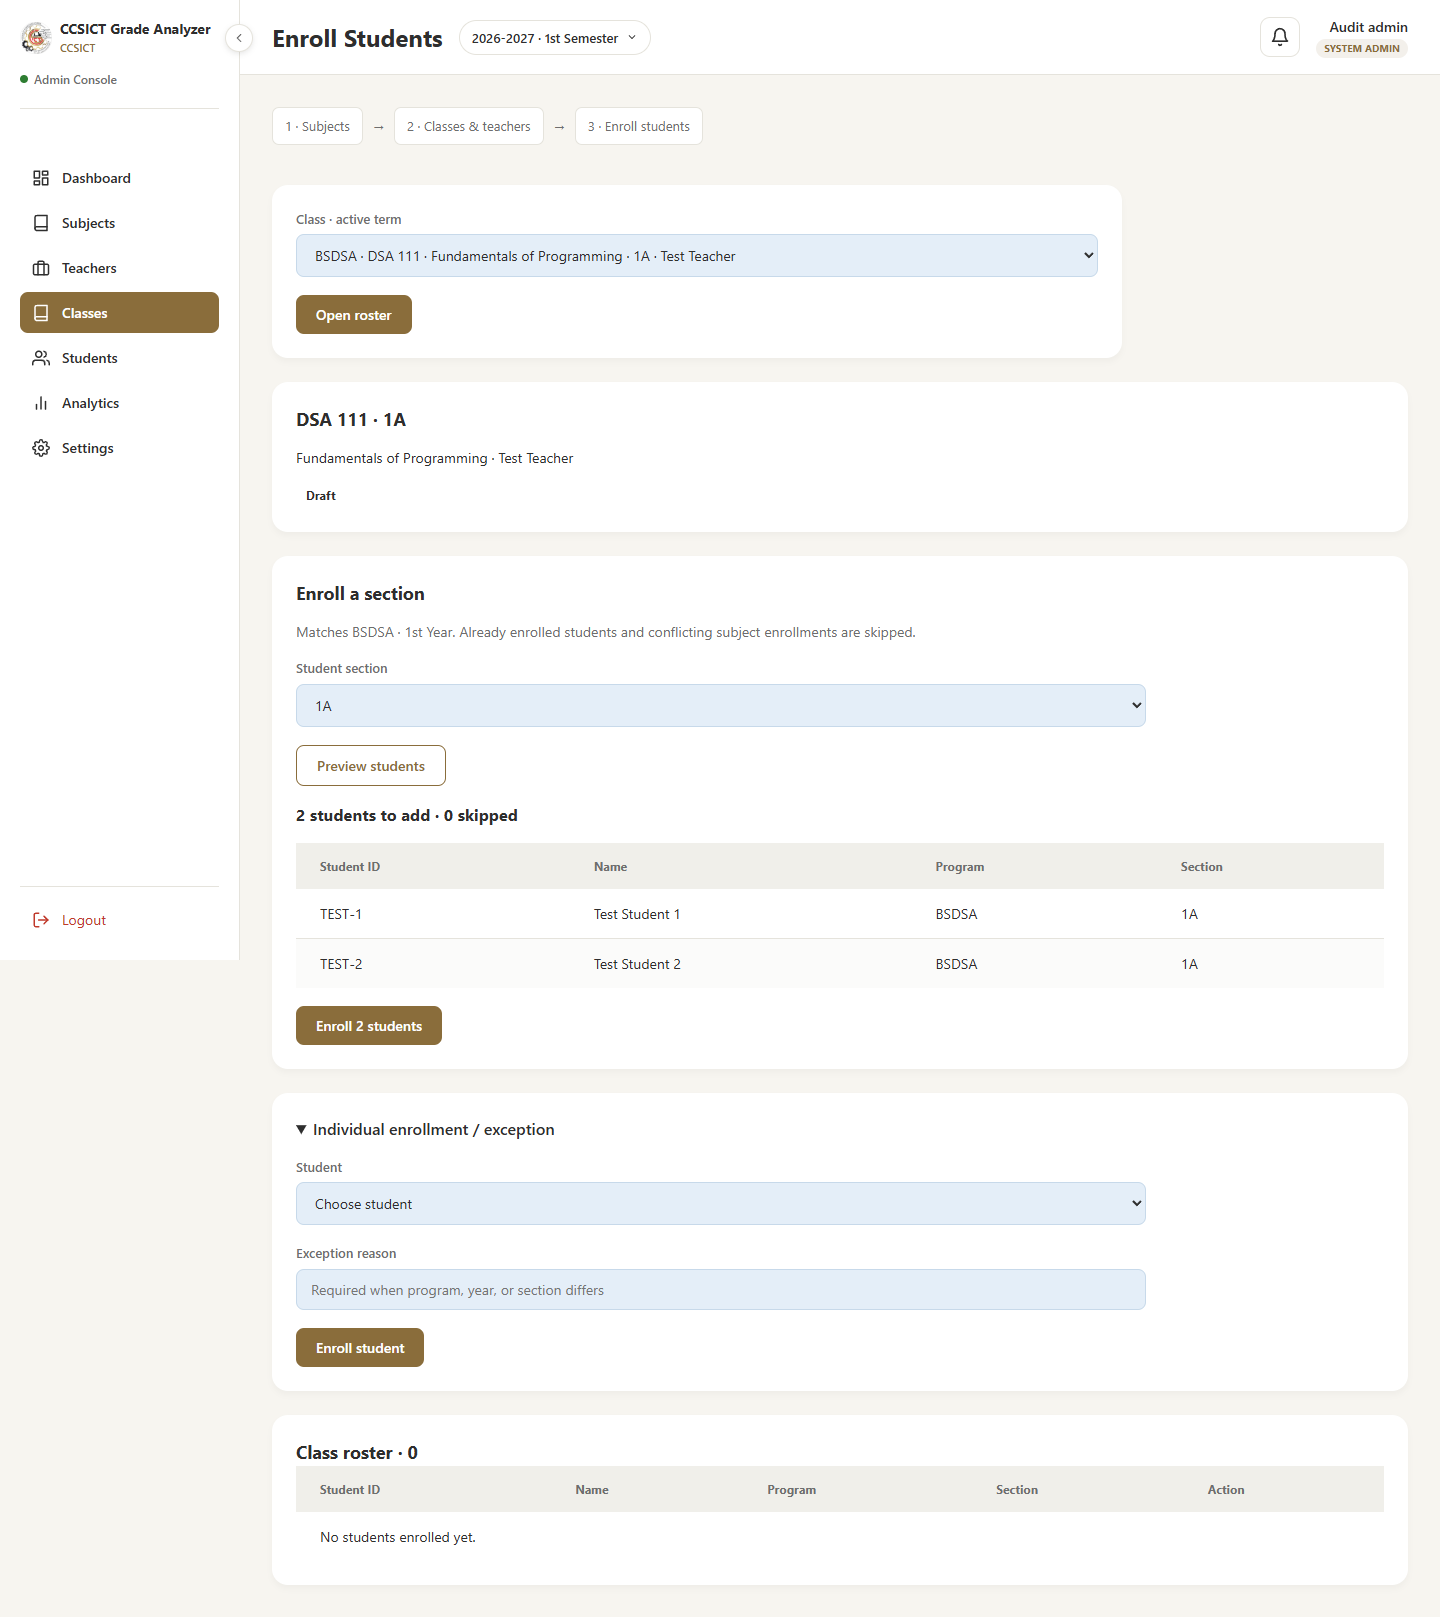 CCSICT Grade Analyzer
CCSICT
Admin Console
Dashboard
Subjects
Teachers
Classes
Students
Analytics
Settings
Logout
Enroll Students
2026-2027 · 1st Semester
Audit admin
SYSTEM ADMIN
1 · Subjects → 2 · Classes & teachers → 3 · Enroll students
Class · active term
BSDSA · DSA 111 · Fundamentals of Programming · 1A · Test Teacher
Open roster
DSA 111 · 1A
Fundamentals of Programming · Test Teacher
Draft
Enroll a section
Matches BSDSA · 1st Year. Already enrolled students and conflicting subject enrollments are skipped.
Student section
1A
Preview students
2 students to add · 0 skipped
Student ID Name Program Section
TEST-1 Test Student 1 BSDSA 1A
TEST-2 Test Student 2 BSDSA 1A
Enroll 2 students
Individual enrollment / exception
Student
Choose student
Exception reason
Required when program, year, or section differs
Enroll student
Class roster · 0
Student ID Name Program Section Action
No students enrolled yet.